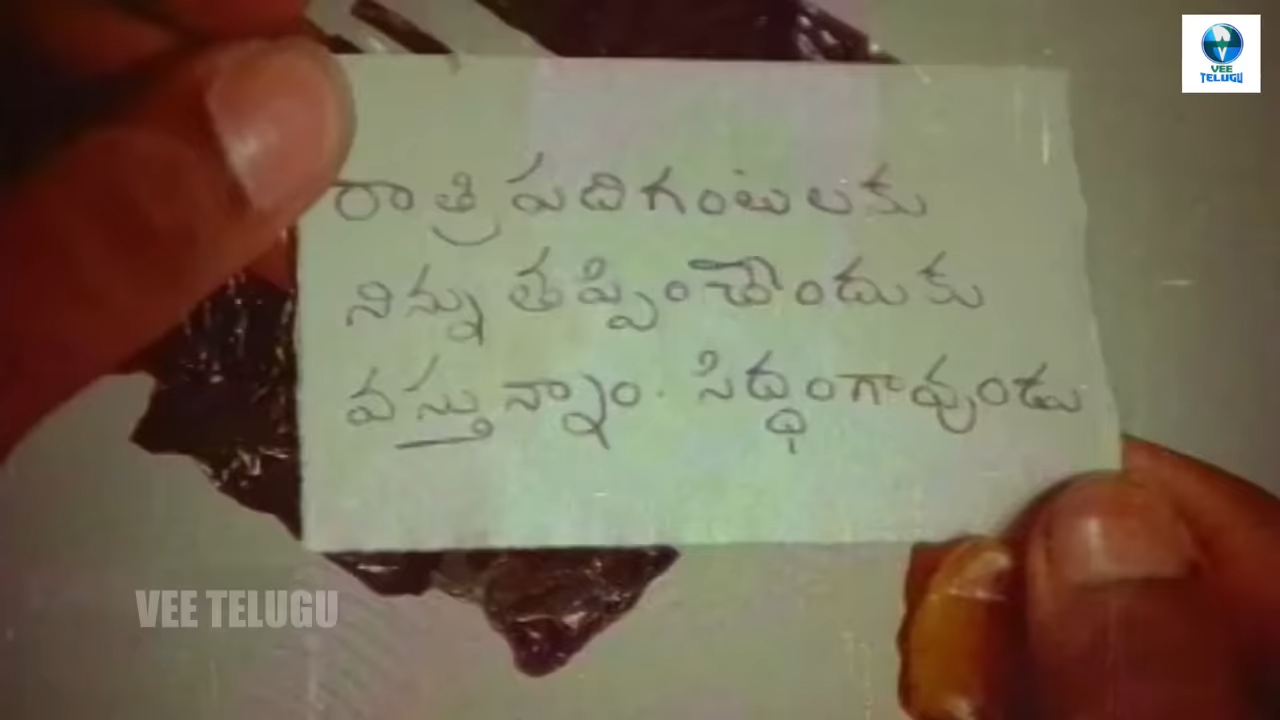 VEE
TELUGU
రాత్రి పదిగంటలకు
నిన్ను తప్పించేందుకు
వస్తున్నాం. సిద్ధంగావుండు
VEE TELUGU